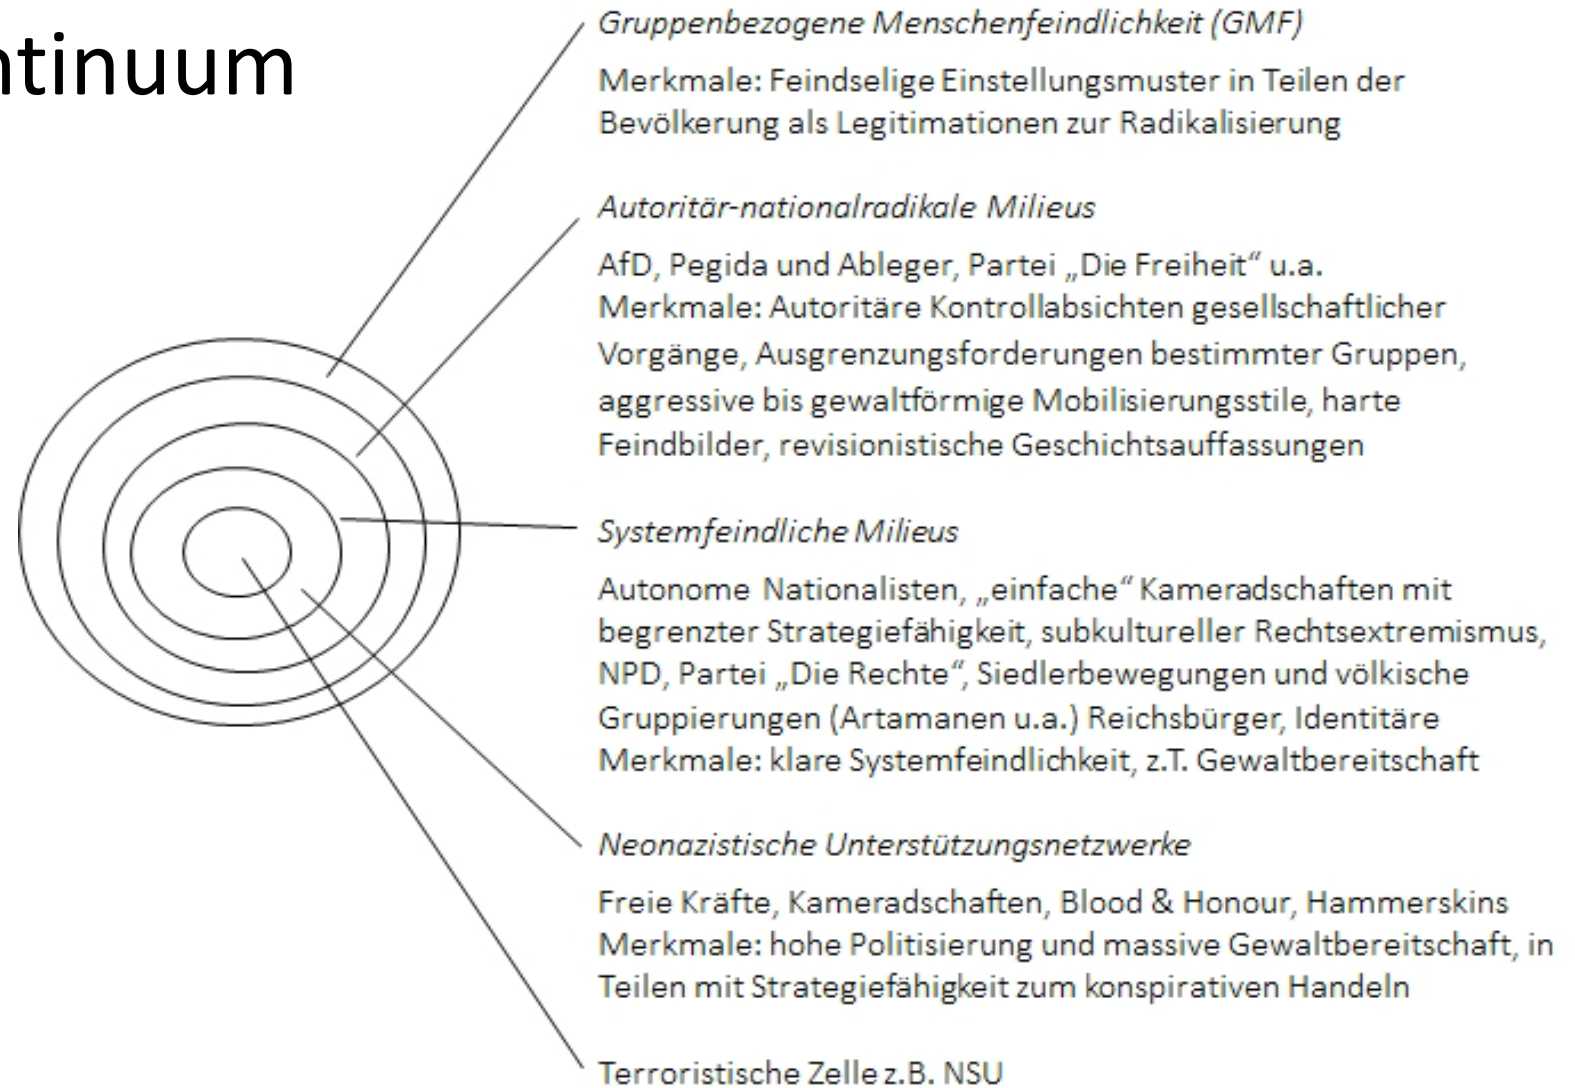 ntinuum
Gruppenbezogene Menschenfeindlichkeit (GMF)
Merkmale: Feindselige Einstellungsmuster in Teilen der
Bevölkerung als Legitimationen zur Radikalisierung
Autoritär-nationalradikale Milieus
AfD, Pegida und Ableger, Partei „Die Freiheit“ u.a.
Merkmale: Autoritäre Kontrollabsichten gesellschaftlicher
Vorgänge, Ausgrenzungsforderungen bestimmter Gruppen,
aggressive bis gewaltförmige Mobilisierungsstile, harte
Feindbilder, revisionistische Geschichtsauffassungen
Systemfeindliche Milieus
Autonome Nationalisten, „einfache“ Kameradschaften mit
begrenzter Strategiefähigkeit, subkultureller Rechtsextremismus,
NPD, Partei „Die Rechte“, Siedlerbewegungen und völkische
Gruppierungen (Artamanen u.a.) Reichsbürger, Identitäre
Merkmale: klare Systemfeindlichkeit, z.T. Gewaltbereitschaft
Neonazistische Unterstützungsnetzwerke
Freie Kräfte, Kameradschaften, Blood & Honour, Hammerskins
Merkmale: hohe Politisierung und massive Gewaltbereitschaft, in
Teilen mit Strategiefähigkeit zum konspirativen Handeln
Terroristische Zelle z.B. NSU